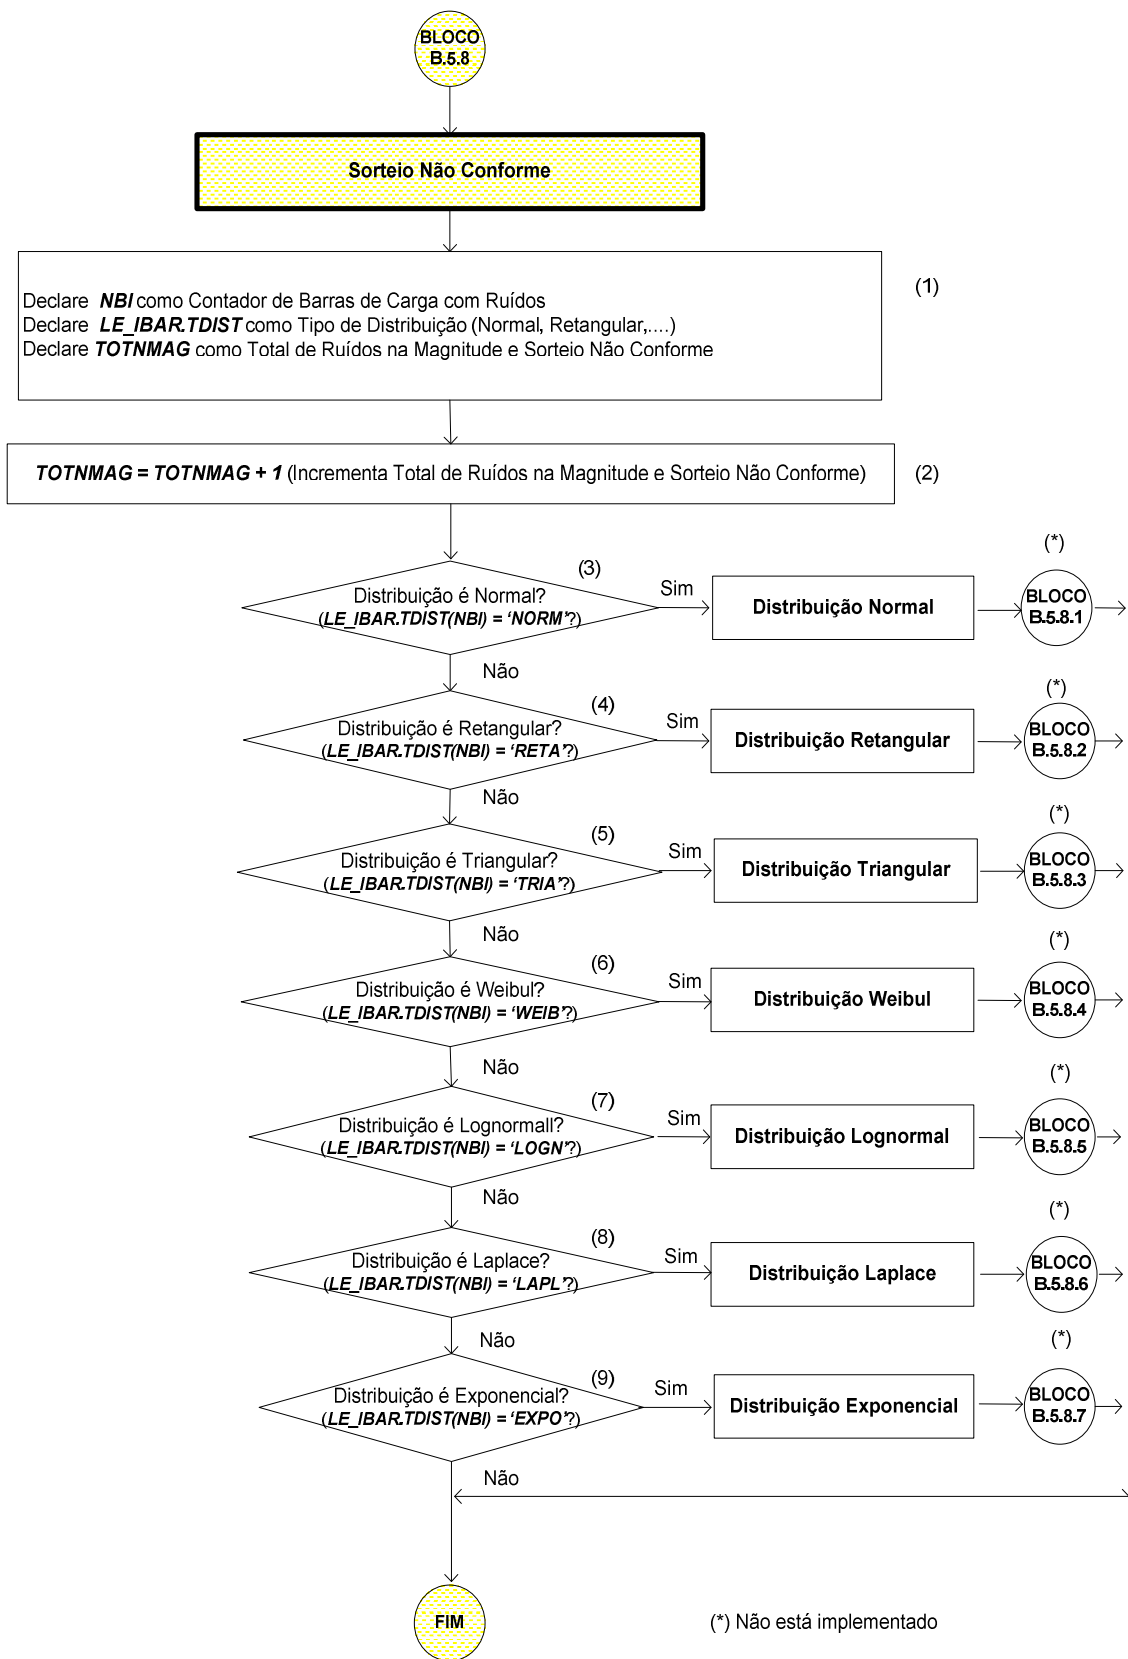 BLOCO
B.5.8
Sorteio Não Conforme
Declare NBI como Contador de Barras de Carga com Ruídos
Declare LE_IBAR.TDIST como Tipo de Distribuição (Normal, Retangular,....)
Declare TOTNMAG como Total de Ruídos na Magnitude e Sorteio Não Conforme
(1)
TOTNMAG = TOTNMAG + 1 (Incrementa Total de Ruídos na Magnitude e Sorteio Não Conforme)
(2)
Distribuição é Normal?
(LE_IBAR.TDIST(NBI) = ‘NORM’?)
(3)
Sim
Distribuição Normal
(*)
BLOCO
B.5.8.1
Não
Distribuição é Retangular?
(LE_IBAR.TDIST(NBI) = ‘RETA’?)
(4)
Sim
Distribuição Retangular
(*)
BLOCO
B.5.8.2
Não
Distribuição é Triangular?
(LE_IBAR.TDIST(NBI) = ‘TRIA’?)
(5)
Sim
Distribuição Triangular
(*)
BLOCO
B.5.8.3
Não
Distribuição é Weibul?
(LE_IBAR.TDIST(NBI) = ‘WEIB’?)
(6)
Sim
Distribuição Weibul
(*)
BLOCO
B.5.8.4
Não
Distribuição é Lognormall?
(LE_IBAR.TDIST(NBI) = ‘LOGN’?)
(7)
Sim
Distribuição Lognormal
(*)
BLOCO
B.5.8.5
Não
Distribuição é Laplace?
(LE_IBAR.TDIST(NBI) = ‘LAPL’?)
(8)
Sim
Distribuição Laplace
(*)
BLOCO
B.5.8.6
Não
Distribuição é Exponencial?
(LE_IBAR.TDIST(NBI) = ‘EXPO’?)
(9)
Sim
Distribuição Exponencial
(*)
BLOCO
B.5.8.7
Não
FIM
(*) Não está implementado